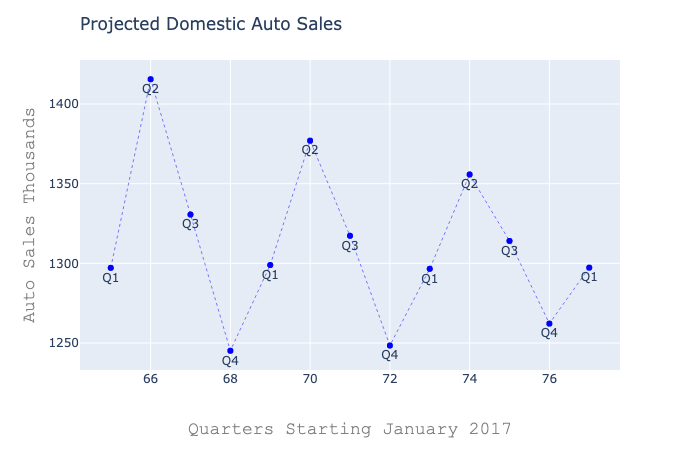 Projected Domestic Auto Sales
Auto Sales Thousands
1400
1350
1300
1250
Q1
Q2
Q3
Q4
Q1
Q2
Q3
Q4
Q1
Q2
Q3
Q4
Q1
66 68 70 72 74 76
Quarters Starting January 2017